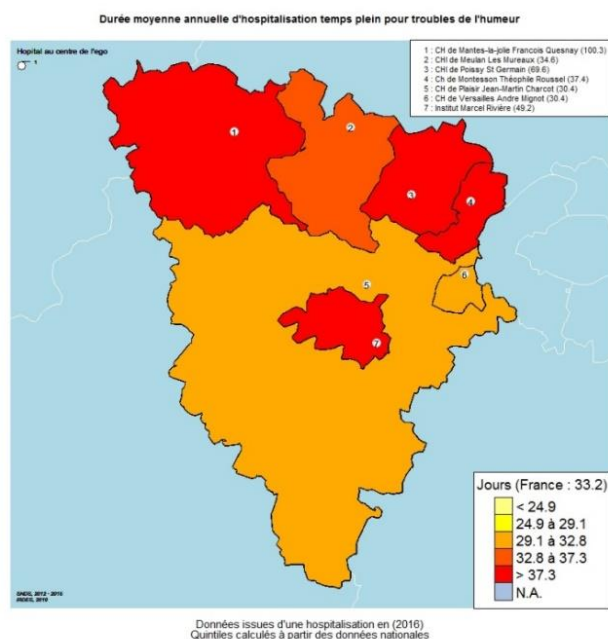 Durée moyenne annuelle d'hospitalisation temps plein pour troubles de l'humeur
Hopital au centre de l'ego
1
1 : CH de Mantes-la-jolie Francois Quesnay (100.3)
2 : CHI de Meulan Les Mureaux (34.6)
3 : CHI de Poissy St Germain (69.6)
4 : Ch de Montesson Théophile Roussel (37.4)
5 : CH de Plaisir Jean-Martin Charcot (30.4)
6 : CH de Versailles Andre Mignot (30.4)
7 : Institut Marcel Rivière (49.2)
1
2
3
4
5
6
7
Jours (France : 33.2)
< 24.9
24.9 à 29.1
29.1 à 32.8
32.8 à 37.3
> 37.3
N.A.
Données issues d'une hospitalisation en (2016)
Quintiles calculés à partir des données nationales